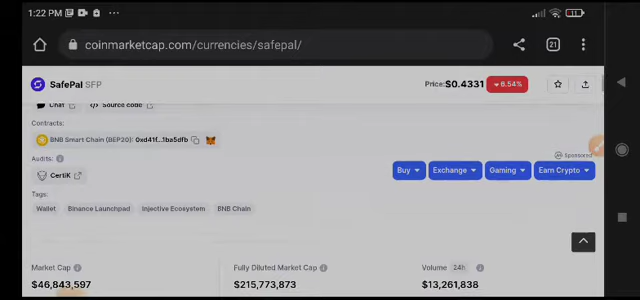 1:22 PM
11
coinmarketcap.com/currencies/safepal/
21
SafePal SFP
Price:$0.4331 6.54%
Chat Source code
Contracts:
BNB Smart Chain (BEP20): 0xd41f...1ba5dfb
Audits:
CertiK
Sponsored
Buy Exchange Gaming Earn Crypto
Tags:
Wallet Binance Launchpad Injective Ecosystem BNB Chain
Market Cap Fully Diluted Market Cap Volume 24h
$46,843,597 $215,773,873 $13,261,838